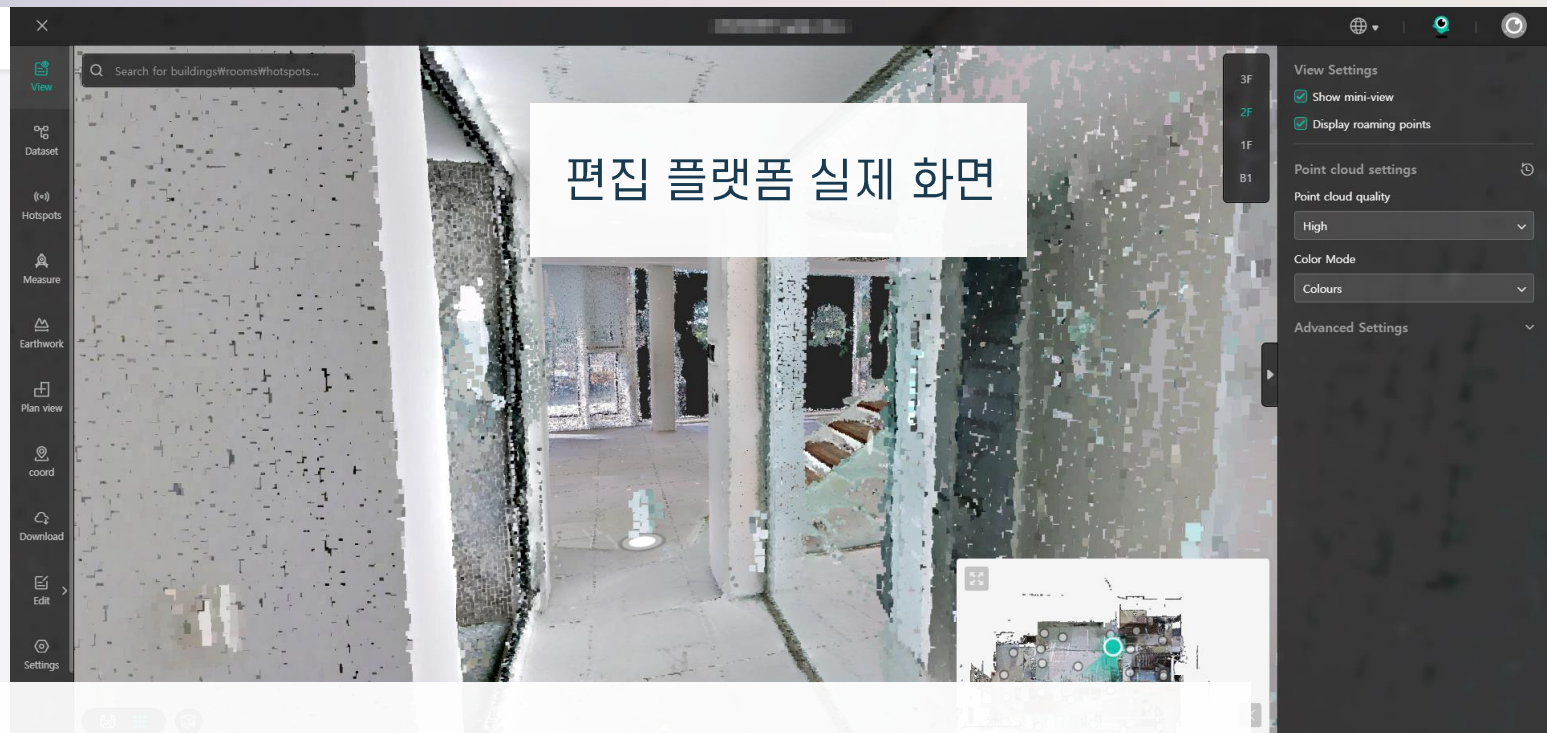 View
Search for buildings₩rooms₩hotspots...
Dataset
Hotspots
Measure
Earthwork
Plan view
coord
Download
Edit
Settings
편집 플랫폼 실제 화면
3F
2F
1F
B1
View Settings
Show mini-view
Display roaming points
Point cloud settings
Point cloud quality
High
Color Mode
Colours
Advanced Settings